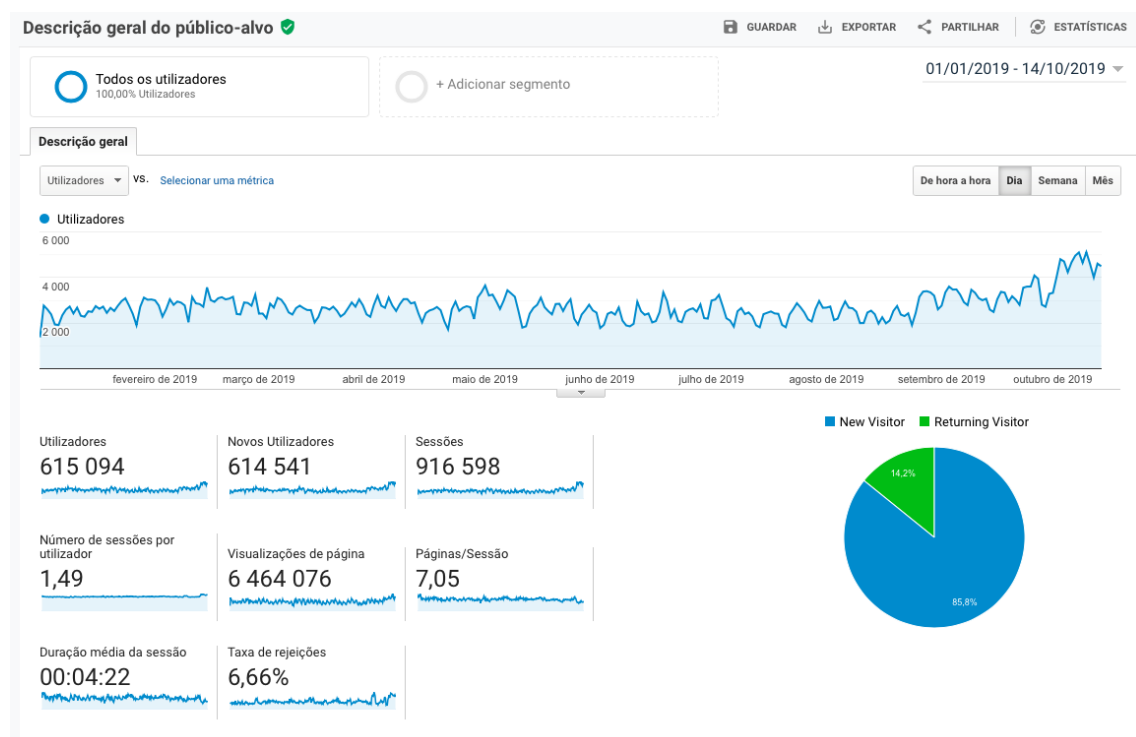 Descrição geral do público-alvo
GUARDAR
EXPORTAR
PARTILHAR
ESTATÍSTICAS
Todos os utilizadores
100,00% Utilizadores
+ Adicionar segmento
01/01/2019 - 14/10/2019
Descrição geral
Utilizadores
VS.
Selecionar uma métrica
De hora a hora
Dia
Semana
Mês
Utilizadores
6 000
4 000
2 000
fevereiro de 2019
março de 2019
abril de 2019
maio de 2019
junho de 2019
julho de 2019
agosto de 2019
setembro de 2019
outubro de 2019
New Visitor
Returning Visitor
Utilizadores
615 094
Novos Utilizadores
614 541
Sessões
916 598
Número de sessões por
utilizador
1,49
Visualizações de página
6 464 076
Páginas/Sessão
7,05
Duração média da sessão
00:04:22
Taxa de rejeições
6,66%
14,2%
85,8%